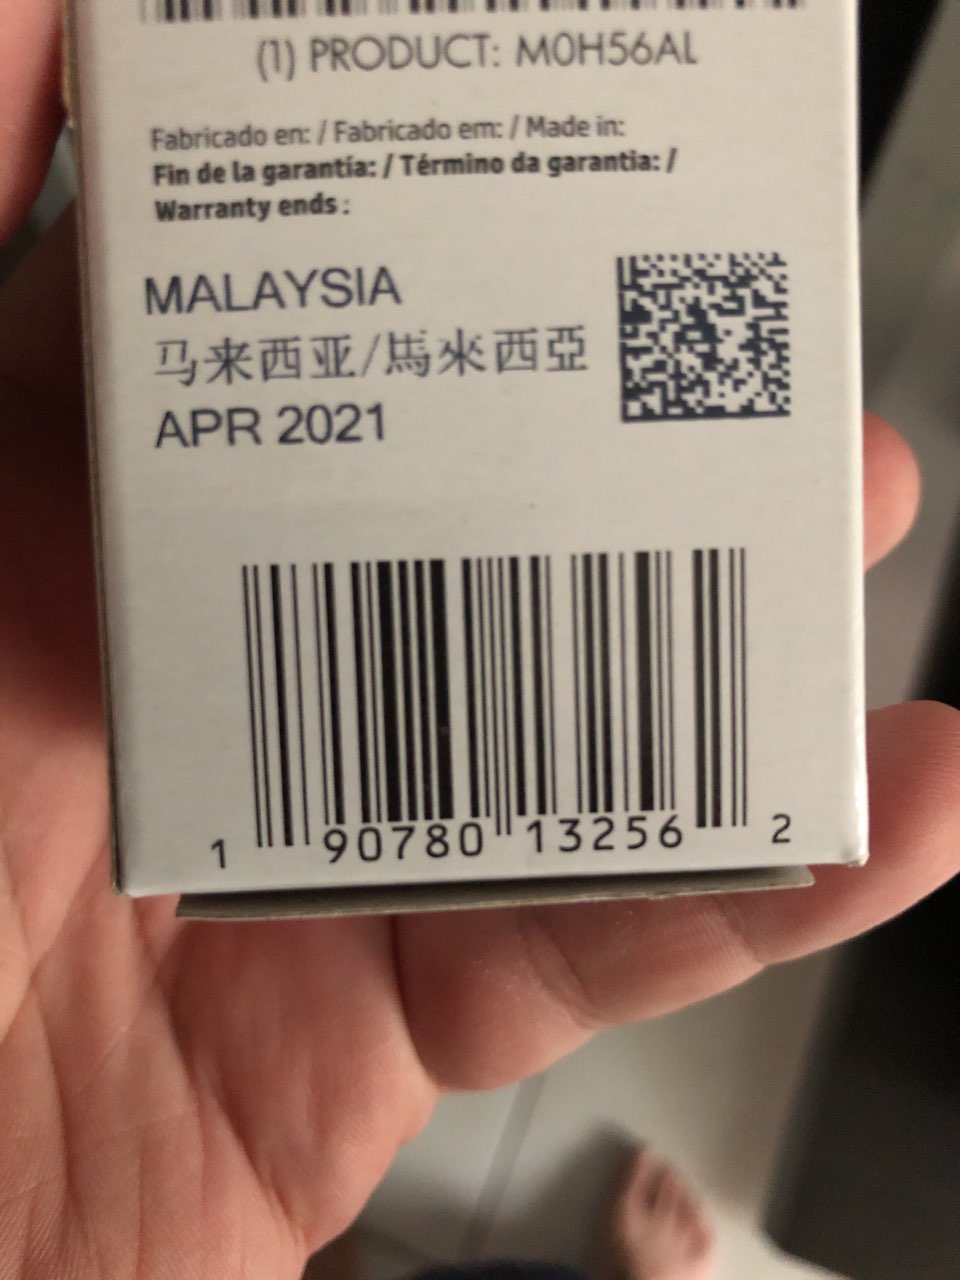 (1) PRODUCT: M0H56AL
Fabricado en: / Fabricado em: / Made in:
Fin de la garantía: / Término da garantia: /
Warranty ends :
MALAYSIA
马来西亚/馬來西亞
APR 2021
1 90780 13256 2